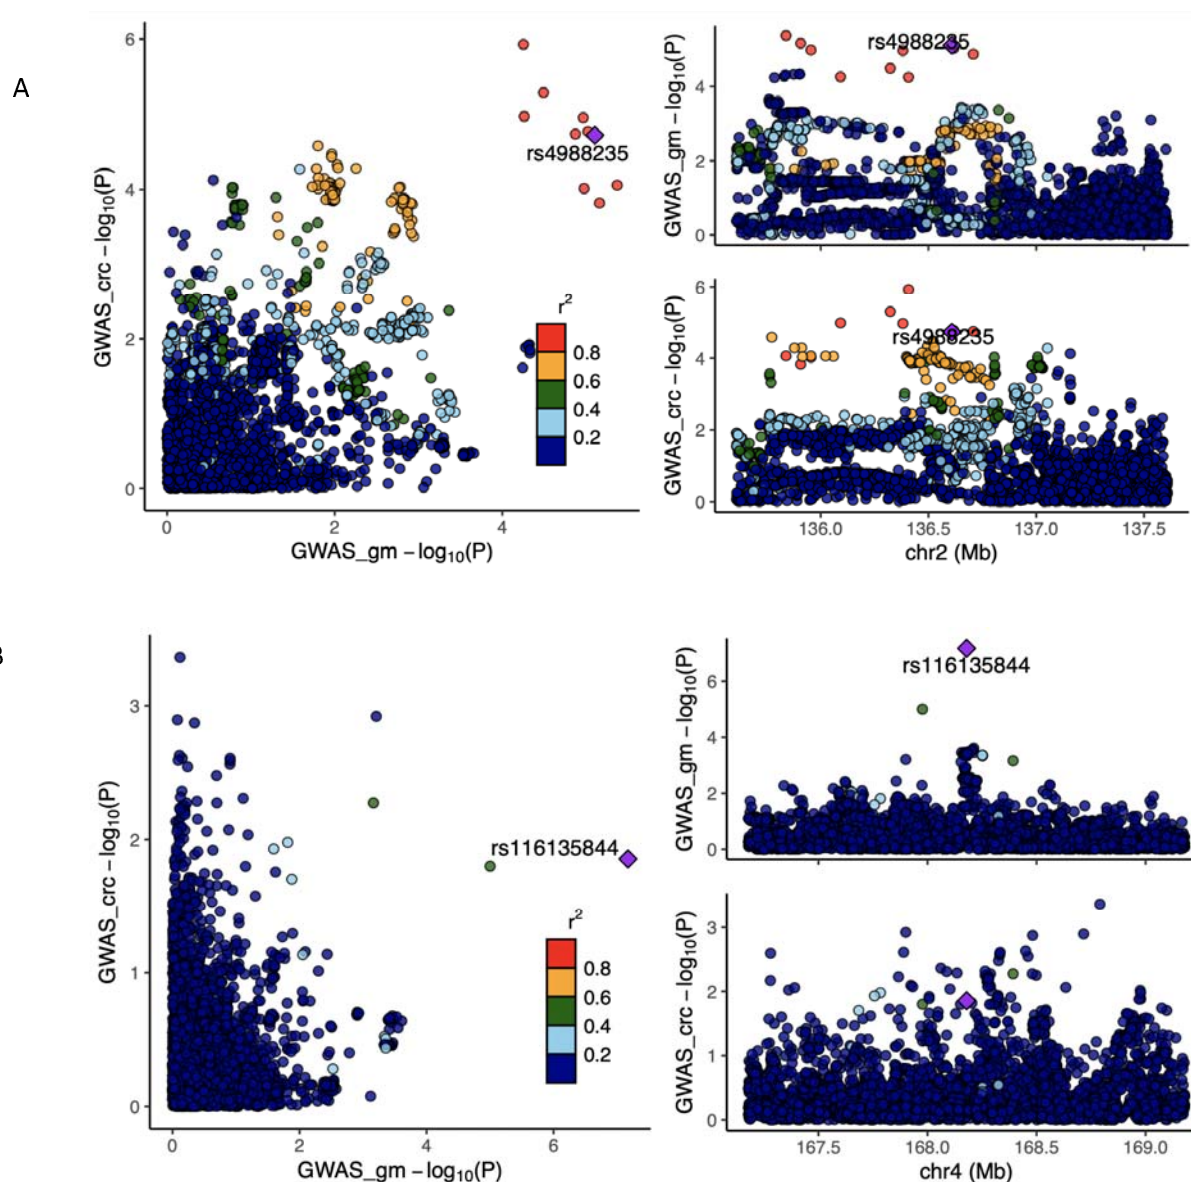 A
6
4
2
0
GWAS_crc −log10(P)
rs4988235
r2
0.8
0.6
0.4
0.2
0
2
4
GWAS_gm −log10(P)
rs4988235
4
2
0
GWAS_gm −log10(P)
rs4988235
6
4
2
0
GWAS_crc −log10(P)
136.0
136.5
137.0
137.5
chr2 (Mb)
3
2
1
0
GWAS_crc −log10(P)
rs116135844
r2
0.8
0.6
0.4
0.2
0
2
4
6
GWAS_gm −log10(P)
rs116135844
6
4
2
0
GWAS_gm −log10(P)
3
2
1
0
GWAS_crc −log10(P)
167.5
168.0
168.5
169.0
chr4 (Mb)